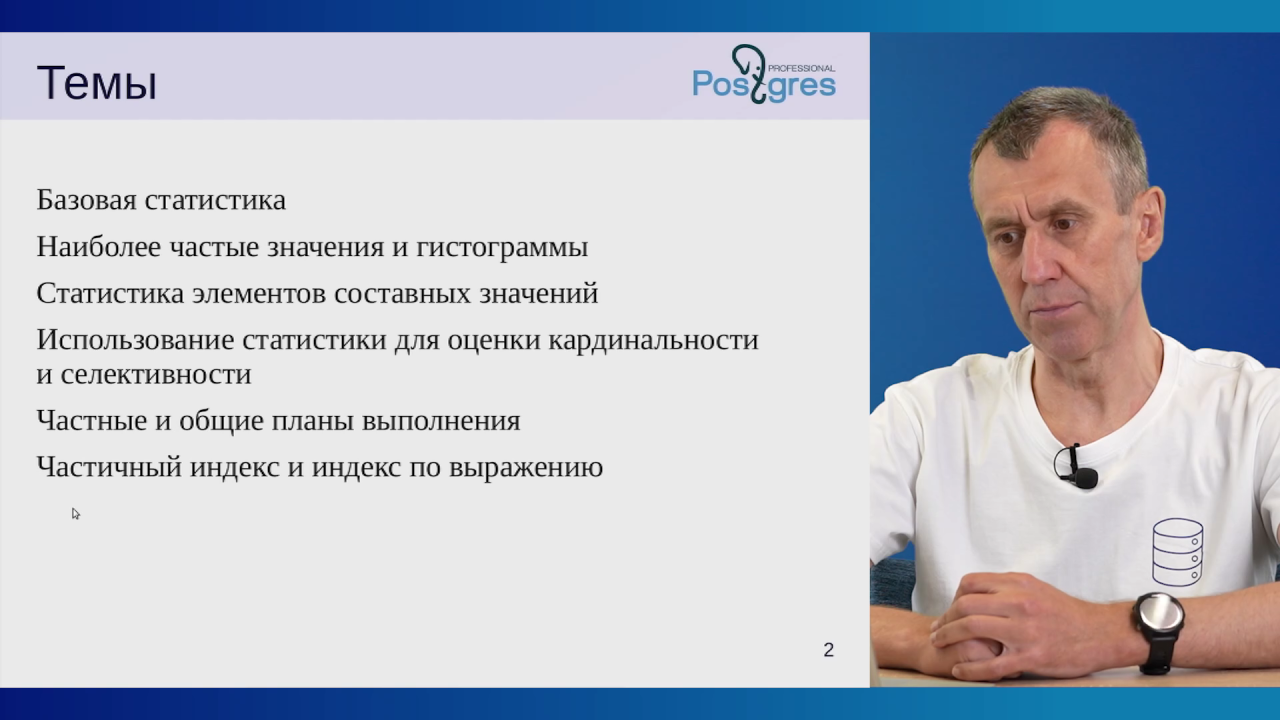 Темы
PROFESSIONAL
Postgres
Базовая статистика
Наиболее частые значения и гистограммы
Статистика элементов составных значений
Использование статистики для оценки кардинальности
и селективности
Частные и общие планы выполнения
Частичный индекс и индекс по выражению
2